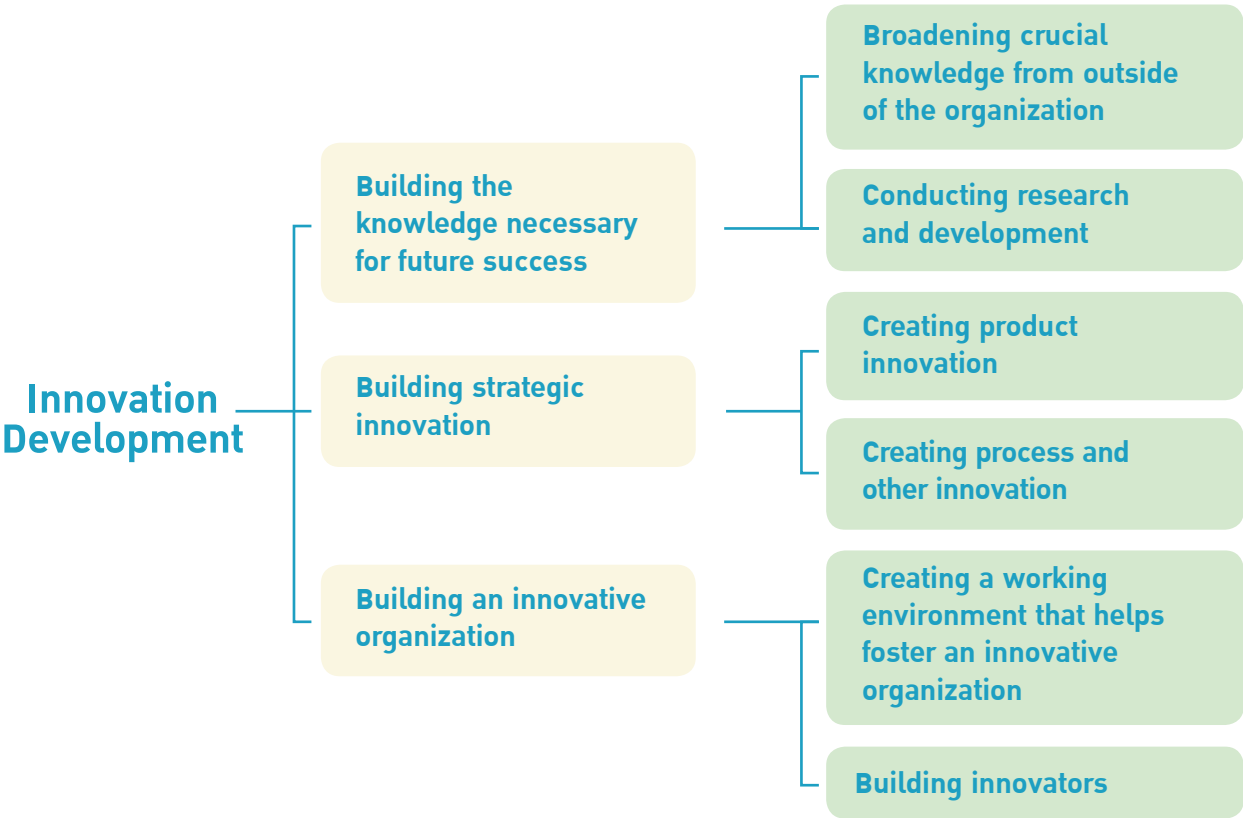 Innovation
Development
Building the
knowledge necessary
for future success
Broadening crucial
knowledge from outside
of the organization
Conducting research
and development
Building strategic
innovation
Creating product
innovation
Creating process and
other innovation
Building an innovative
organization
Creating a working
environment that helps
foster an innovative
organization
Building innovators